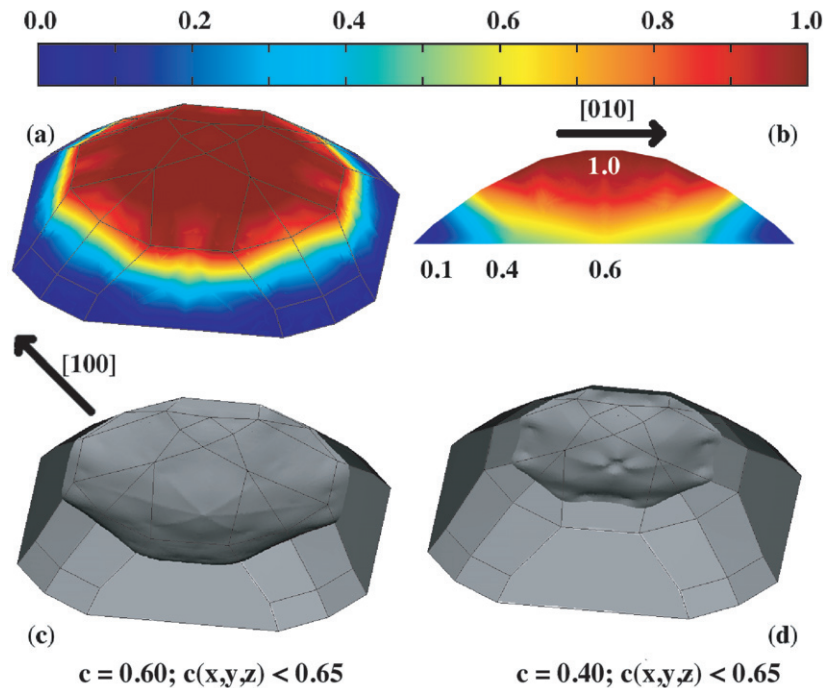 0.0 0.2 0.4 0.6 0.8 1.0
(a) [010] (b)
1.0
0.1 0.4 0.6
[100]
(c) (d)
c = 0.60; c(x,y,z) < 0.65 c = 0.40; c(x,y,z) < 0.65